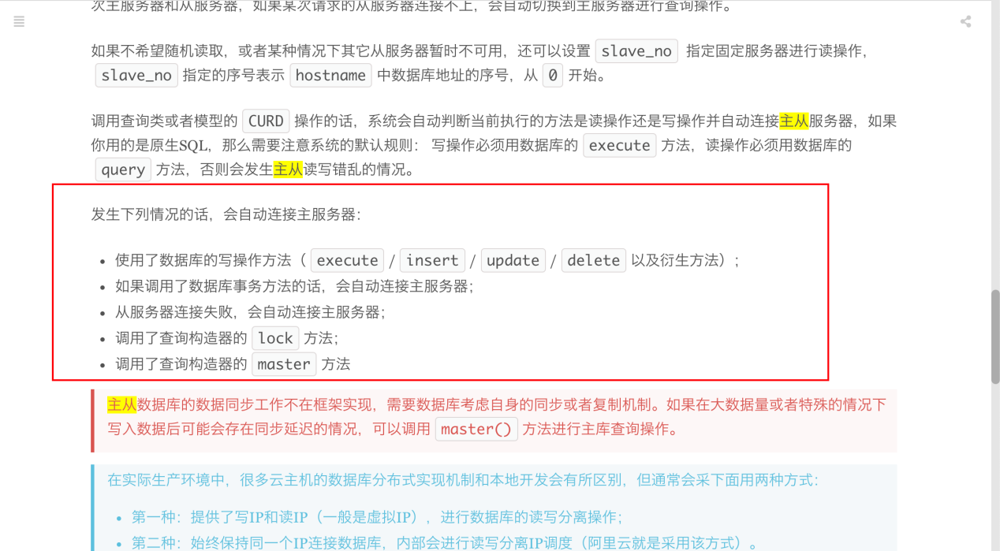 次主服务器和从服务器，如果某次请求的从服务器连接不上，会自动切换到主服务器进行查询操作。
如果不希望随机读取，或者某种情况下其它从服务器暂时不可用，还可以设置 slave_no 指定固定服务器进行读操作，
slave_no 指定的序号表示 hostname 中数据库地址的序号，从 0 开始。
调用查询类或者模型的 CURD 操作的话，系统会自动判断当前执行的方法是读操作还是写操作并自动连接主从服务器，如果
你用的是原生SQL，那么需要注意系统的默认规则： 写操作必须用数据库的 execute 方法，读操作必须用数据库的
query 方法，否则会发生主从读写错乱的情况。
发生下列情况的话，会自动连接主服务器：
• 使用了数据库的写操作方法（ execute / insert / update / delete 以及衍生方法）；
• 如果调用了数据库事务方法的话，会自动连接主服务器；
• 从服务器连接失败，会自动连接主服务器；
• 调用了查询构造器的 lock 方法；
• 调用了查询构造器的 master 方法
主从数据库的数据同步工作不在框架实现，需要数据库考虑自身的同步或者复制机制。如果在大数据量或者特殊的情况下
写入数据后可能会存在同步延迟的情况，可以调用 master() 方法进行主库查询操作。
在实际生产环境中，很多云主机的数据库分布式实现机制和本地开发会有所区别，但通常会采下面用两种方式：
• 第一种：提供了写IP和读IP（一般是虚拟IP），进行数据库的读写分离操作；
• 第二种：始终保持同一个IP连接数据库，内部会进行读写分离IP调度（阿里云就是采用该方式）。